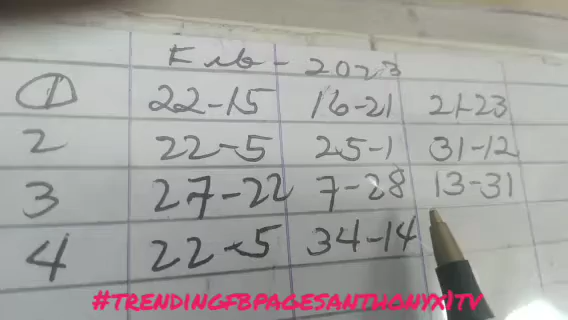 Feb - 2023
1 22-15 16-21 21-23
2 22-5 25-1 31-12
3 27-22 7-28 13-31
4 22-5 34-14
#TRENDINGFBPAGESANTHONYX1TV